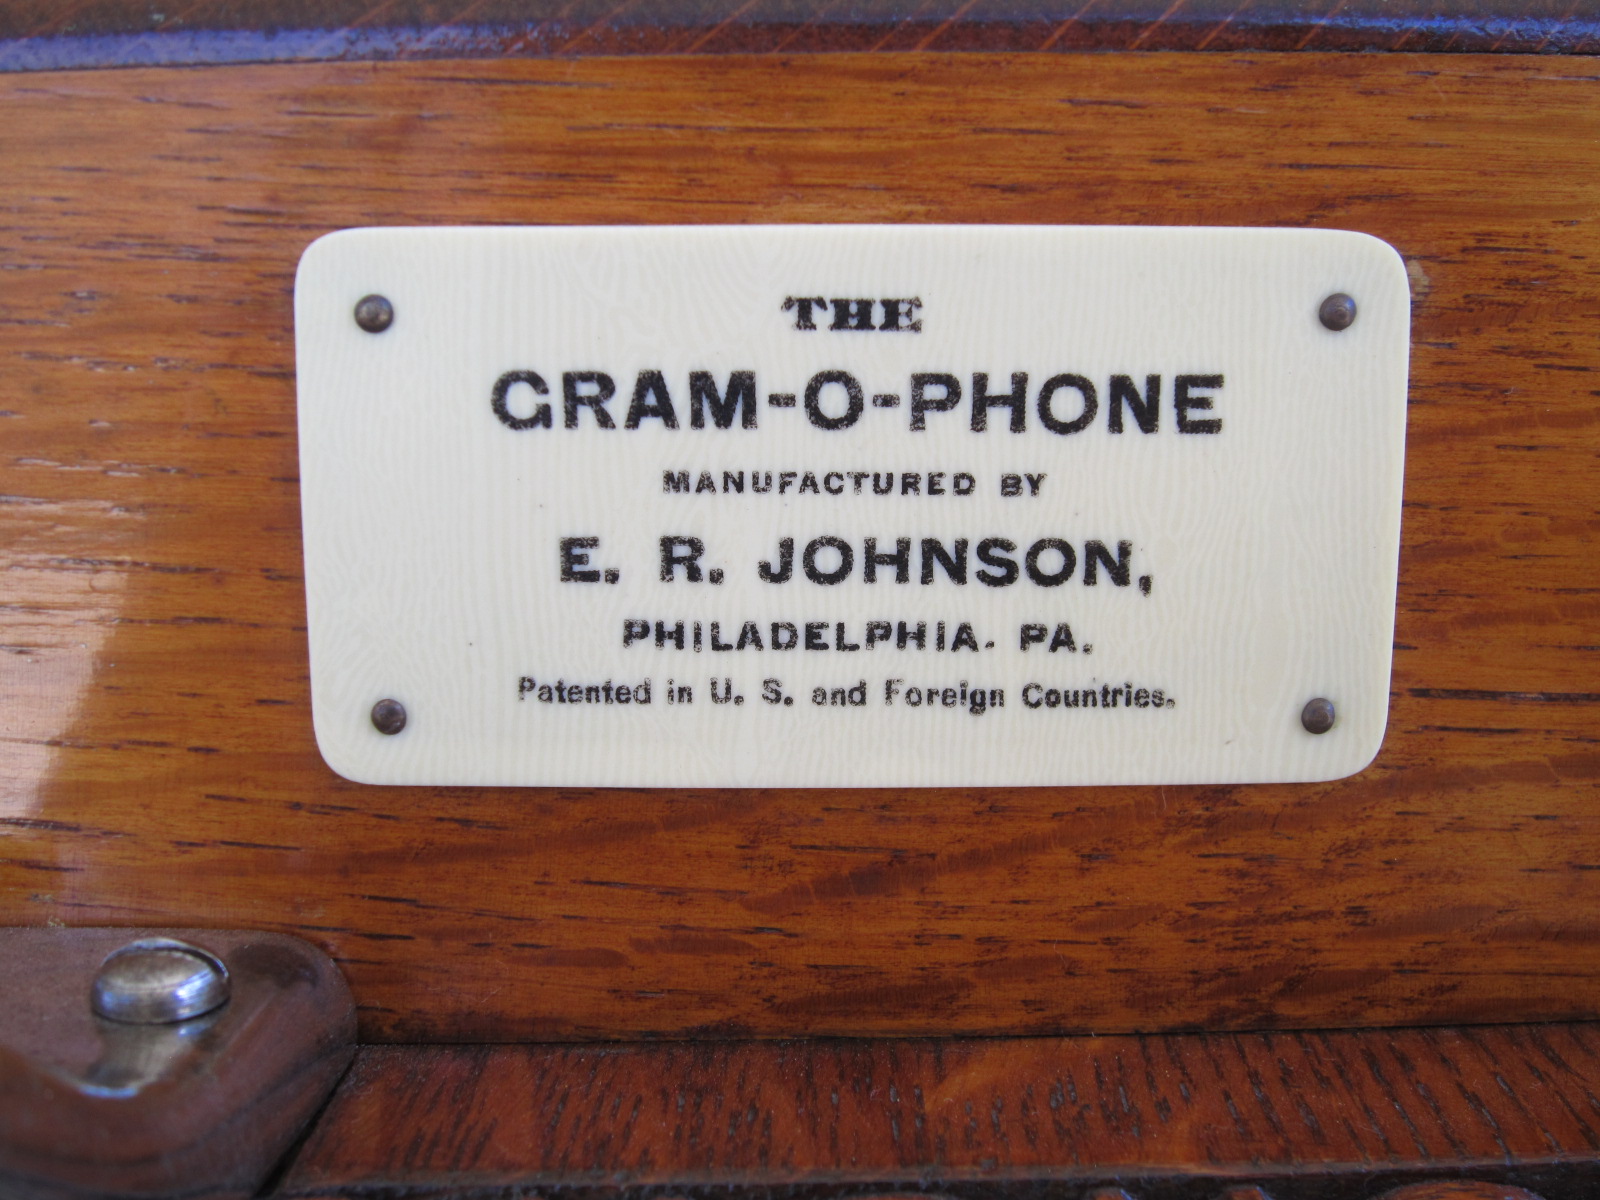 THE
GRAM-O-PHONE
MANUFACTURED BY
E. R. JOHNSON,
PHILADELPHIA. PA.
Patented in U. S. and Foreign Countries.